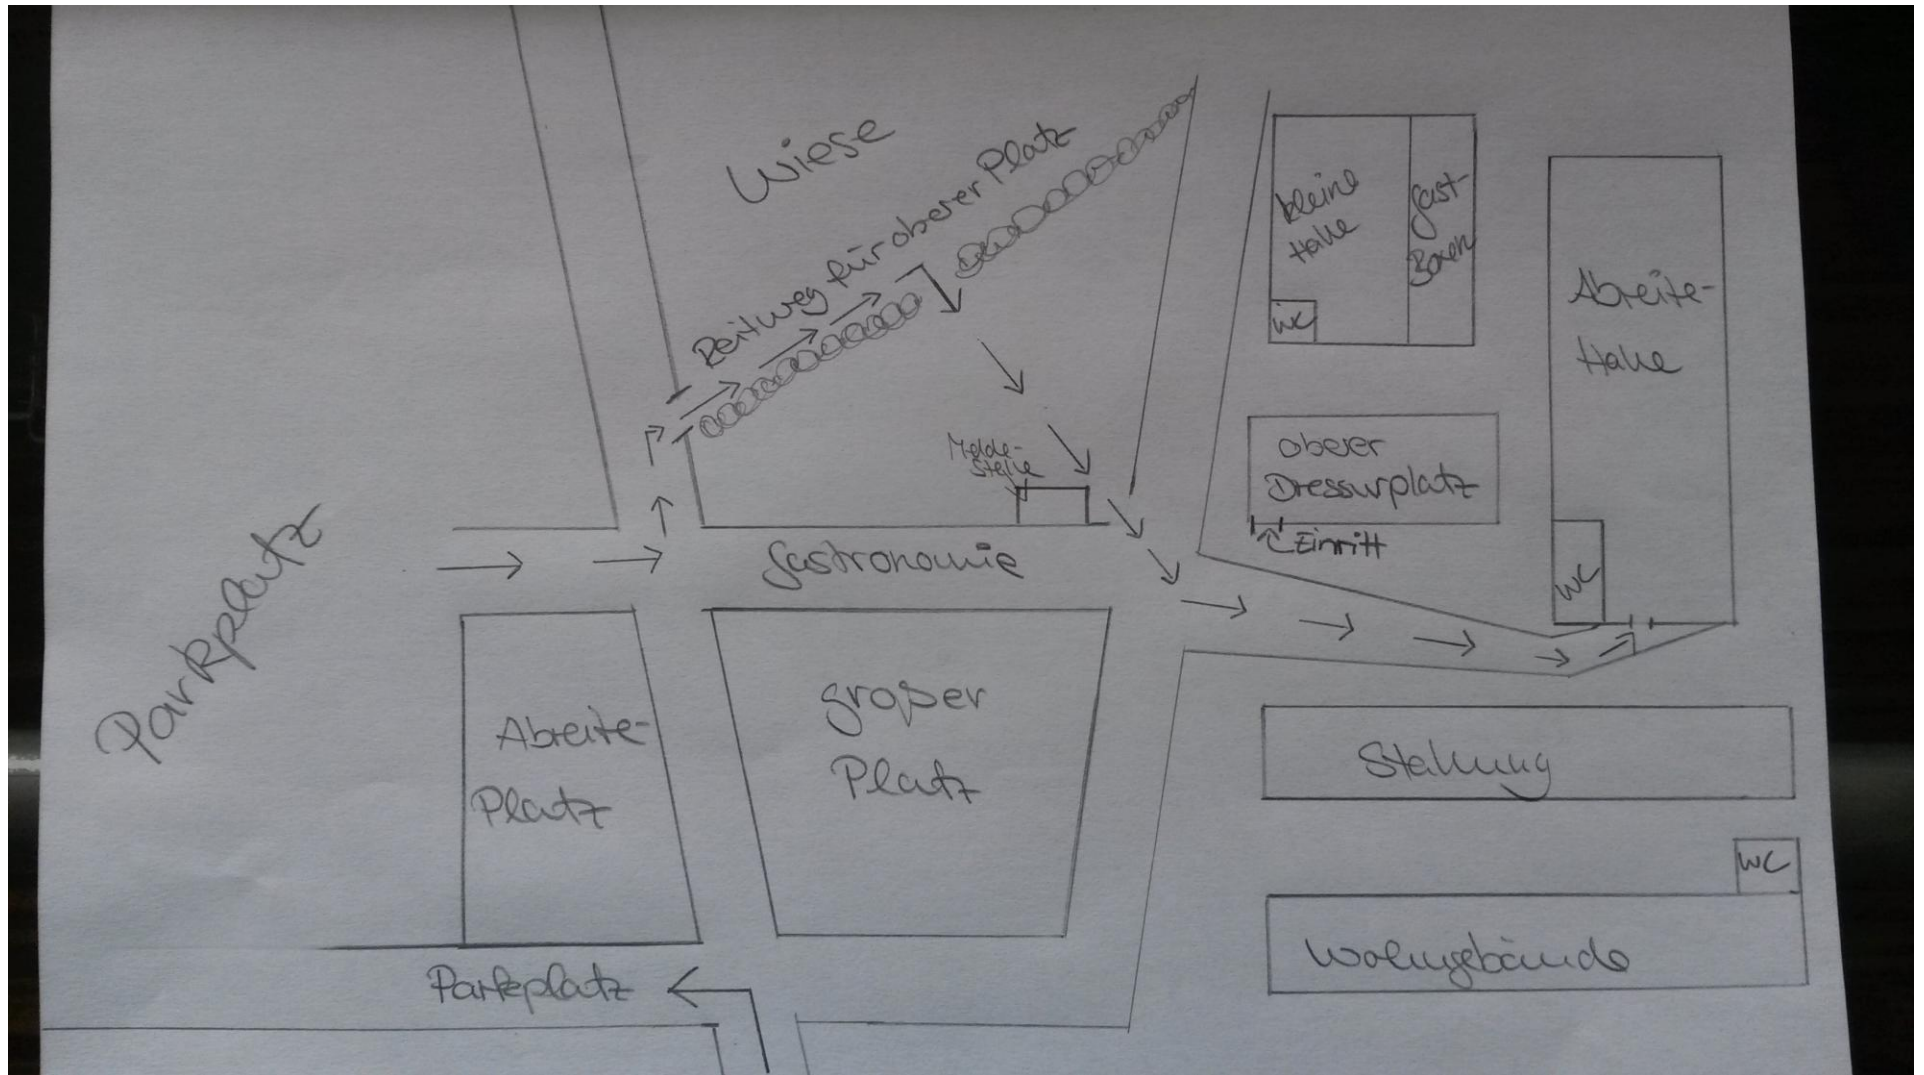 Wiese
Reitweg für oberer Platz
kleine
Halle
Gast-
Boxen
WC
Abreite-
Halle
Melde-
Stelle
oberer
Dressurplatz
Einritt
WC
Parkplatz
Gastronomie
Abreite-
Platz
großer
Platz
Stallung
WC
Wohngebäude
Parkplatz